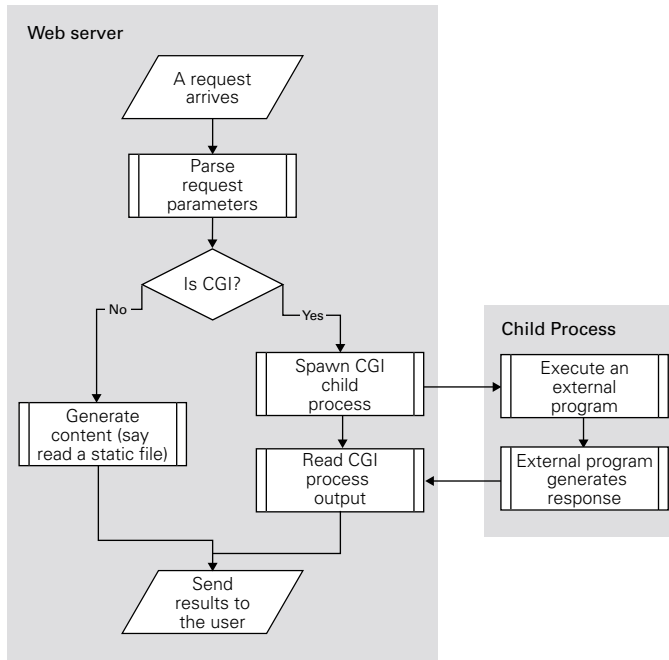 Web server
A request
arrives
Parse
request
parameters
Is CGI?
No
Yes
Child Process
Spawn CGI
child
process
Execute an
external
program
Generate
content (say
read a static file)
Read CGI
process
output
External program
generates
response
Send
results to
the user